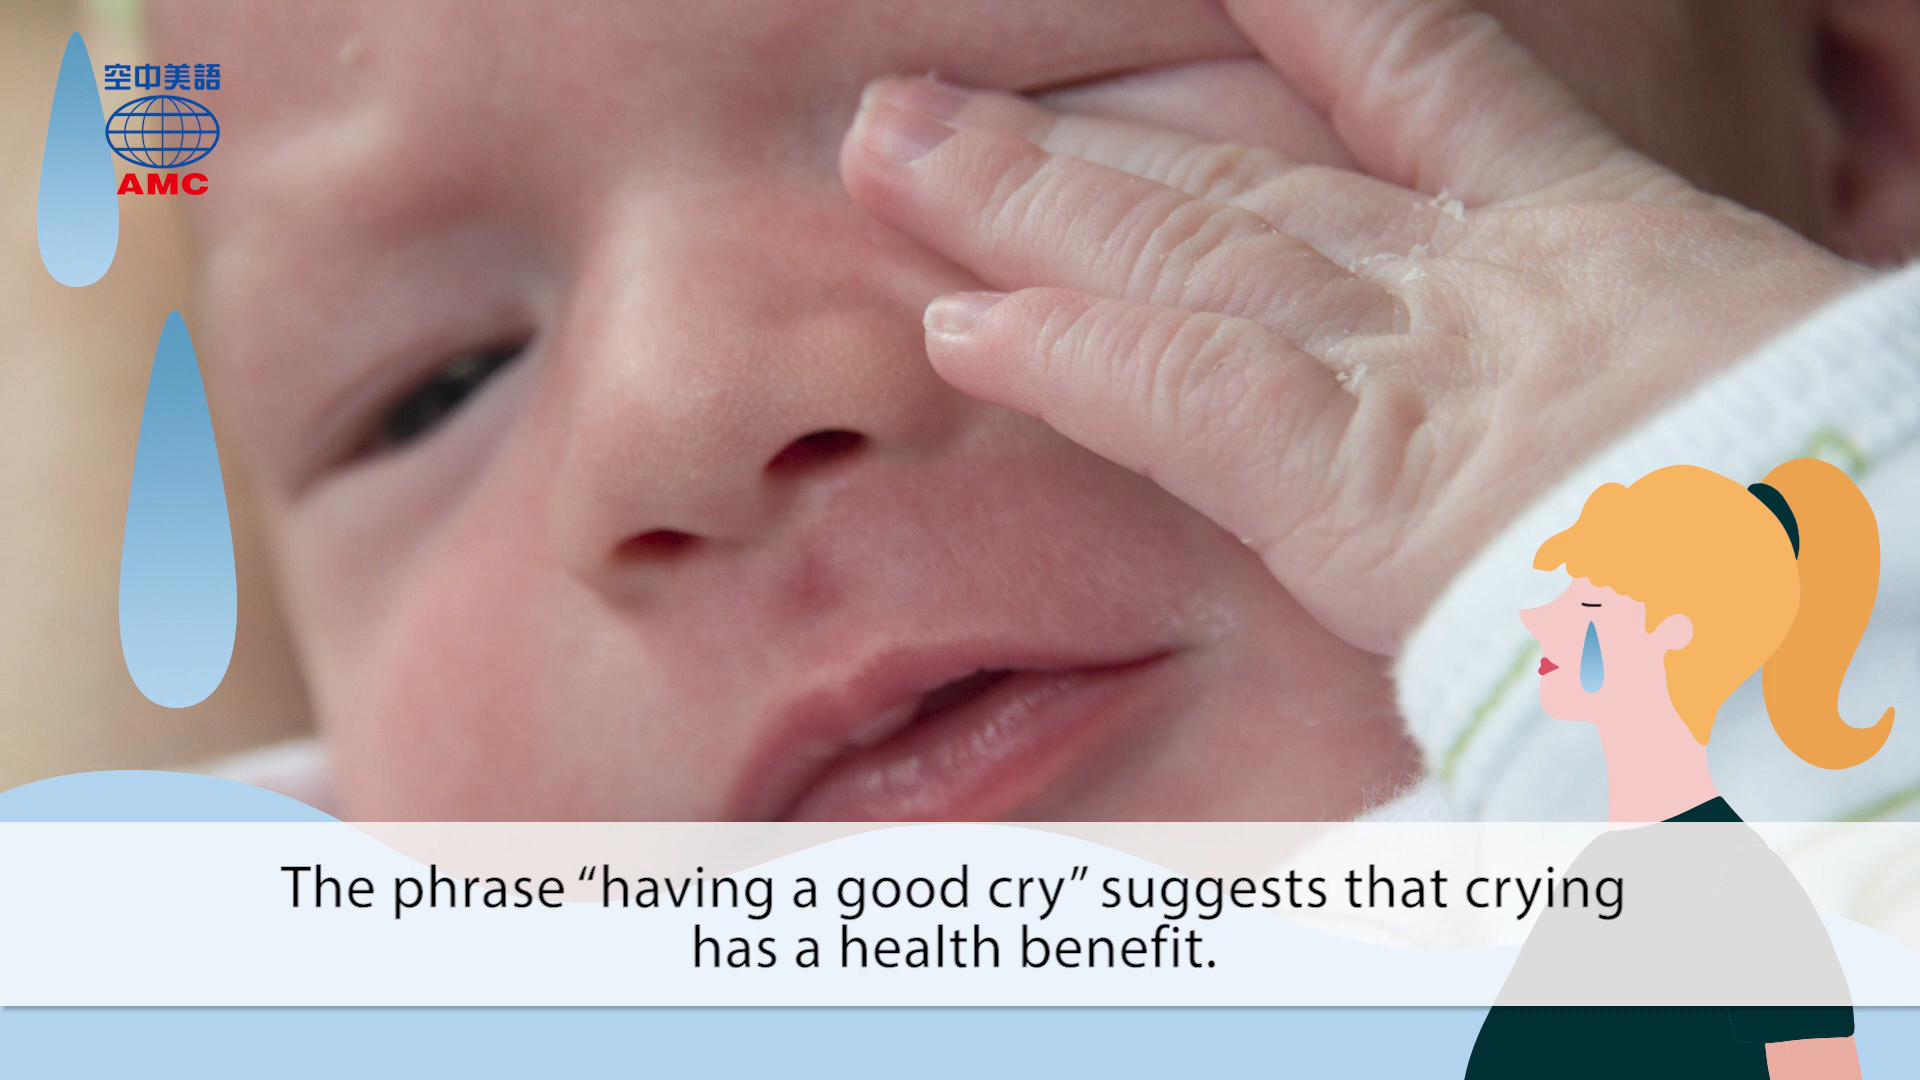 空中美語
AMC
The phrase “having a good cry” suggests that crying
has a health benefit.